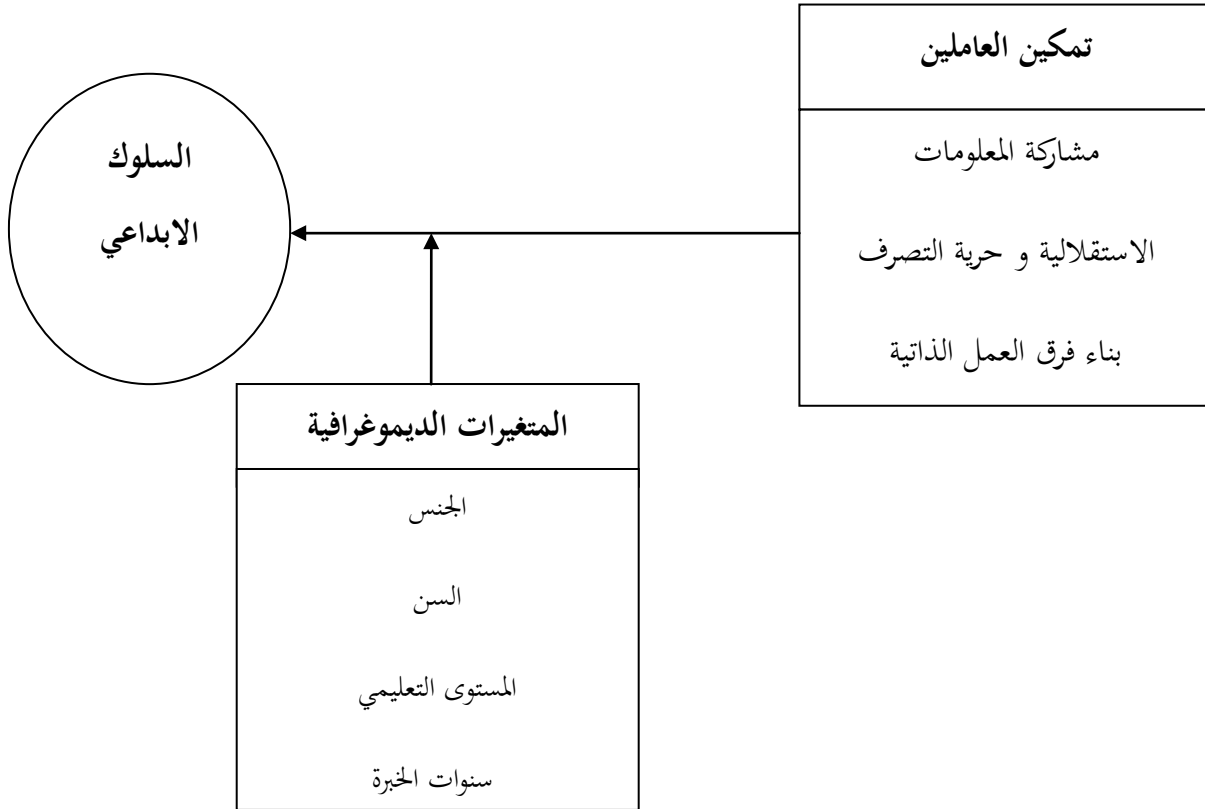 تمكين العاملين
مشاركة المعلومات
الاستقلالية و حرية التصرف
بناء فرق العمل الذاتية
السلوك
الابداعي
المتغيرات الديموغرافية
الجنس
السن
المستوى التعليمي
سنوات الخبرة